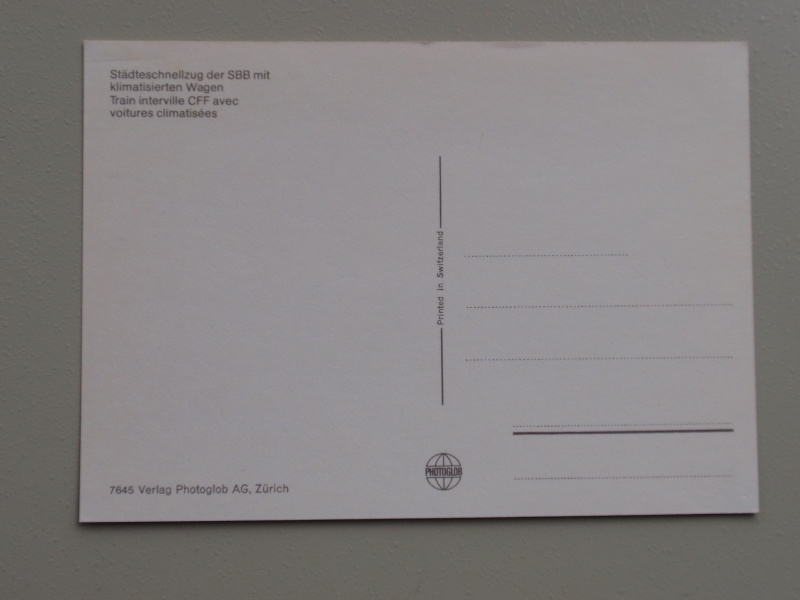 Städteschnellzug der SBB mit
klimatisierten Wagen
Train interville CFF avec
voitures climatisées
Printed in Switzerland
PHOTOGLOB
7645 Verlag Photoglob AG, Zürich